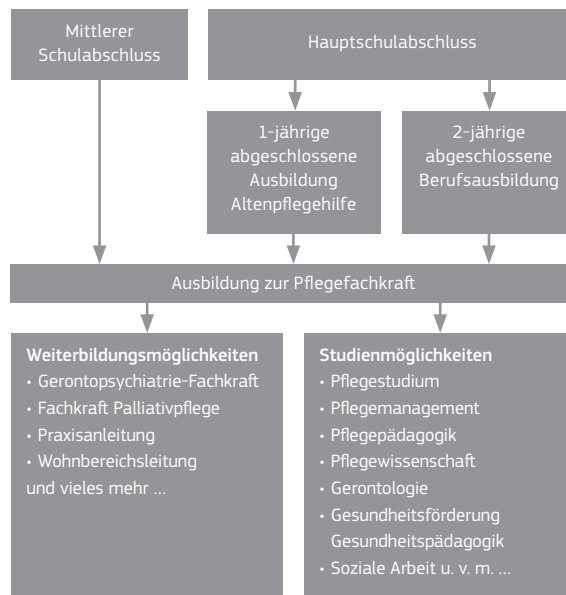 Mittlerer
Schulabschluss
Hauptschulabschluss
1-jährige
abgeschlossene
Ausbildung
Altenpflegehilfe
2-jährige
abgeschlossene
Berufsausbildung
Ausbildung zur Pflegefachkraft
Weiterbildungsmöglichkeiten
• Gerontopsychiatrie-Fachkraft
• Fachkraft Palliativpflege
• Praxisanleitung
• Wohnbereichsleitung
und vieles mehr ...
Studienmöglichkeiten
• Pflegestudium
• Pflegemanagement
• Pflegepädagogik
• Pflegewissenschaft
• Gerontologie
• Gesundheitsförderung
Gesundheitspädagogik
• Soziale Arbeit u. v. m. ...